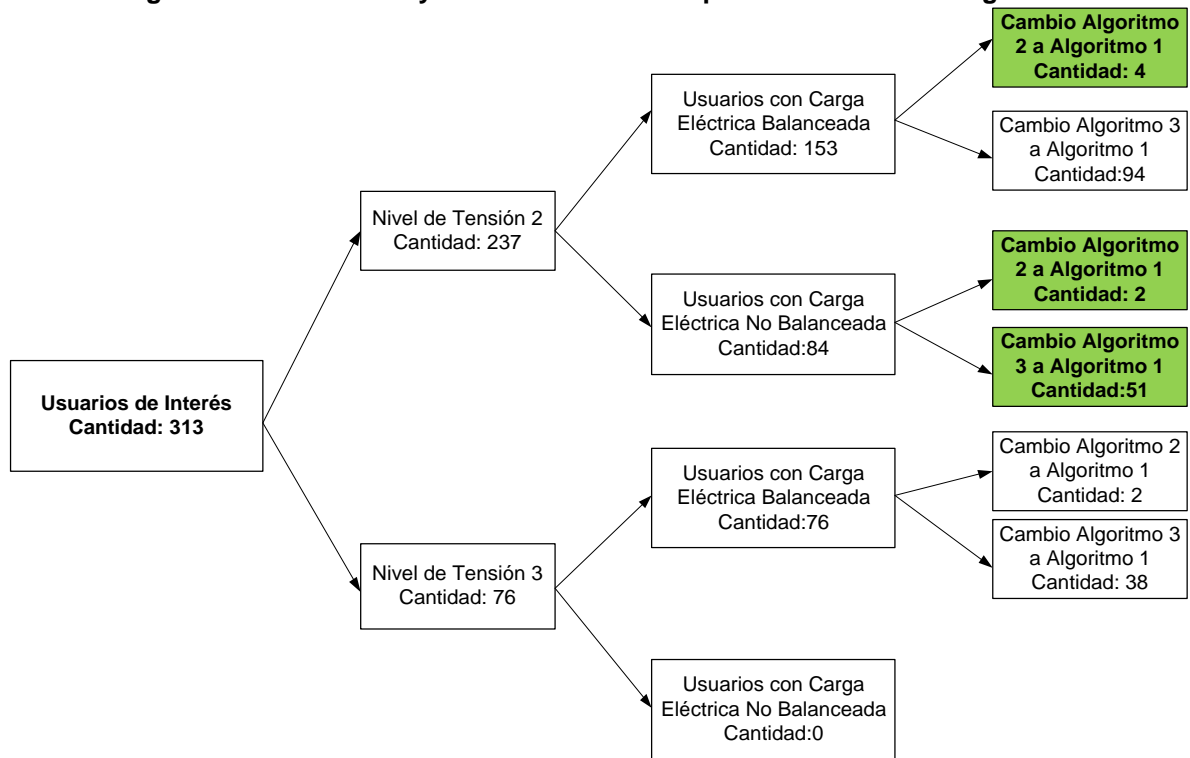 Cambio Algoritmo
2 a Algoritmo 1
Cantidad: 4
Usuarios con Carga
Eléctrica Balanceada
Cantidad: 153
Cambio Algoritmo 3
a Algoritmo 1
Cantidad:94
Nivel de Tensión 2
Cantidad: 237
Cambio Algoritmo
2 a Algoritmo 1
Cantidad: 2
Usuarios con Carga
Eléctrica No Balanceada
Cantidad:84
Cambio Algoritmo
3 a Algoritmo 1
Cantidad:51
Usuarios de Interés
Cantidad: 313
Cambio Algoritmo 2
a Algoritmo 1
Cantidad: 2
Usuarios con Carga
Eléctrica Balanceada
Cantidad:76
Cambio Algoritmo 3
a Algoritmo 1
Cantidad: 38
Nivel de Tensión 3
Cantidad: 76
Usuarios con Carga
Eléctrica No Balanceada
Cantidad:0